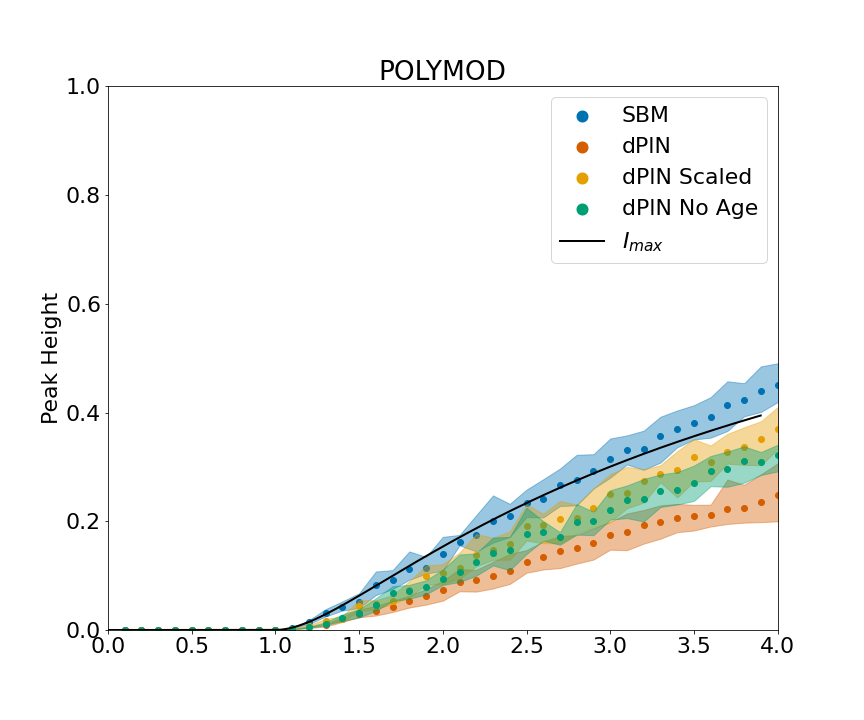 POLYMOD
1.0
0.8
0.6
0.4
0.2
0.0
Peak Height
SBM
dPIN
dPIN Scaled
dPIN No Age
I_max
0.0 0.5 1.0 1.5 2.0 2.5 3.0 3.5 4.0